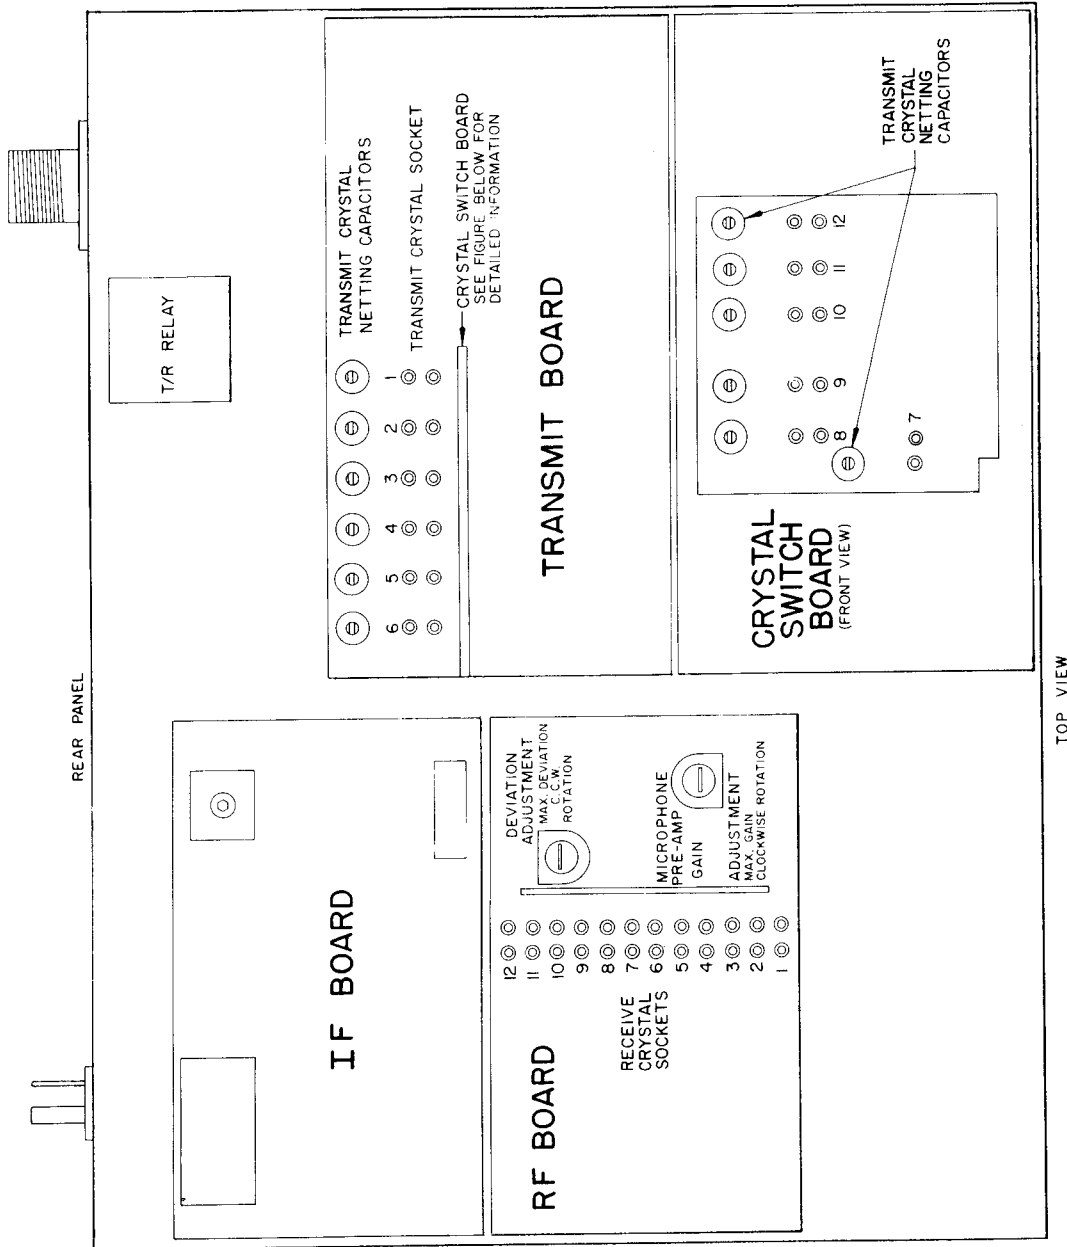 REAR PANEL
T/R RELAY
TRANSMIT CRYSTAL
NETTING CAPACITORS
6
5
4
3
2
1
TRANSMIT CRYSTAL SOCKET
CRYSTAL SWITCH BOARD
SEE FIGURE BELOW FOR
DETAILED INFORMATION
TRANSMIT BOARD
IF BOARD
RF BOARD
DEVIATION
ADJUSTMENT
MAX. DEVIATION
C.C.W.
ROTATION
MICROPHONE
PRE-AMP
GAIN
ADJUSTMENT
MAX. GAIN
CLOCKWISE ROTATION
12
11
10
9
8
7
6
5
4
3
2
1
RECEIVE
CRYSTAL
SOCKETS
CRYSTAL
SWITCH
BOARD
(FRONT VIEW)
8
9
10
11
12
7
TRANSMIT
CRYSTAL
NETTING
CAPACITORS
TOP VIEW